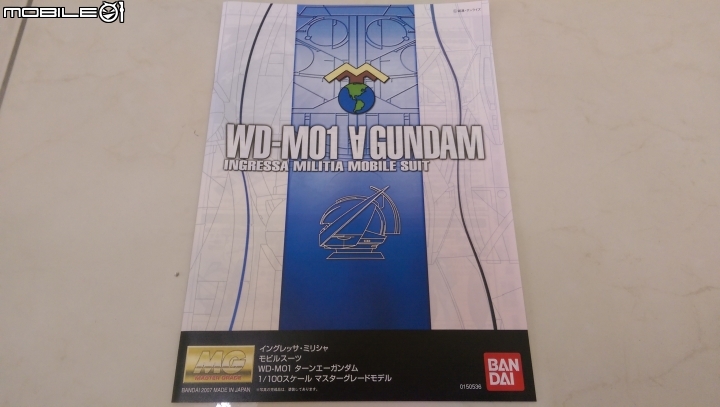 MOBILE01
WD-M01 ∀GUNDAM
INGRESSA MILITIA MOBILE SUIT
MG
MASTER GRADE
イングレッサ・ミリシャ
モビルスーツ
WD-M01 ターンエーガンダム
1/100スケール マスターグレードモデル
BANDAI 2007 MADE IN JAPAN
0150536
BAN
DAI